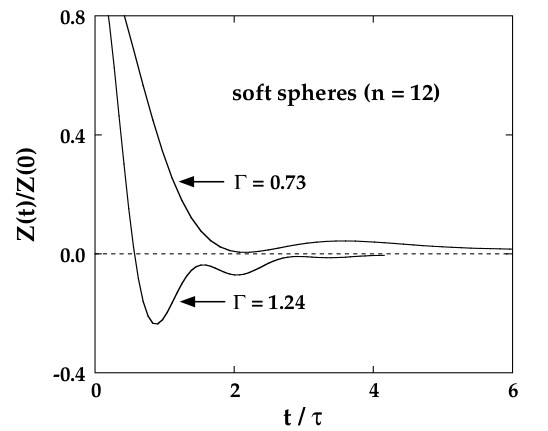 0.8
soft spheres (n = 12)
0.4
Z(t)/Z(0)
Γ = 0.73
0.0
Γ = 1.24
-0.4
0 2 4 6
t / τ